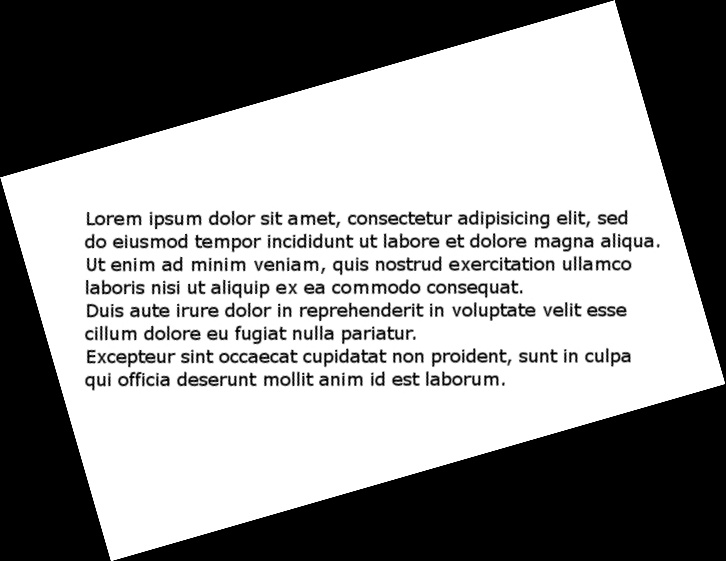 Lorem ipsum dolor sit amet, consectetur adipisicing elit, sed
do eiusmod tempor incididunt ut labore et dolore magna aliqua.
Ut enim ad minim veniam, quis nostrud exercitation ullamco
laboris nisi ut aliquip ex ea commodo consequat.
Duis aute irure dolor in reprehenderit in voluptate velit esse
cillum dolore eu fugiat nulla pariatur.
Excepteur sint occaecat cupidatat non proident, sunt in culpa
qui officia deserunt mollit anim id est laborum.